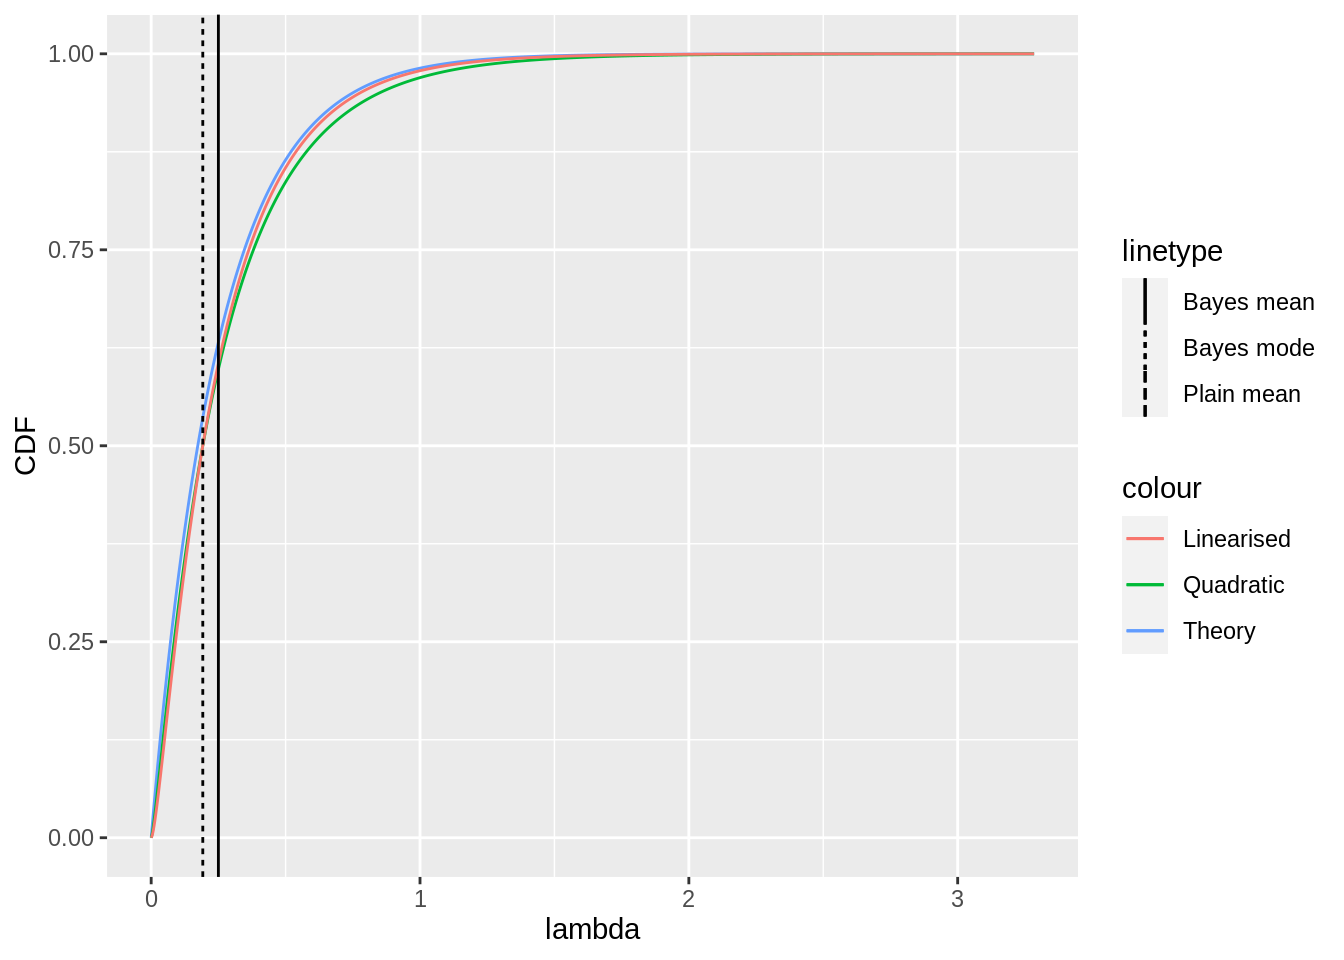 1.00
0.75
0.50
0.25
0.00
CDF
0 1 2 3
lambda
linetype
Bayes mean
Bayes mode
Plain mean
colour
Linearised
Quadratic
Theory